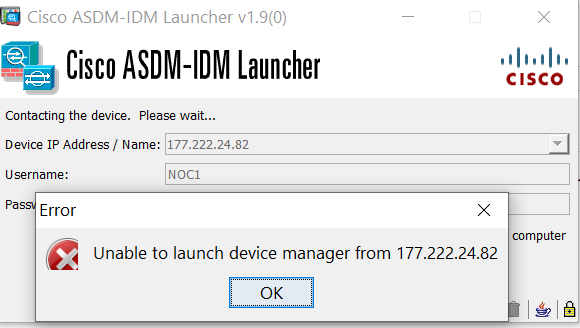 Cisco ASDM-IDM Launcher v1.9(0)
Cisco ASDM-IDM Launcher
CISCO
Contacting the device. Please wait...
Device IP Address / Name: 177.222.24.82
Username: NOC1
Error
computer
Unable to launch device manager from 177.222.24.82
OK